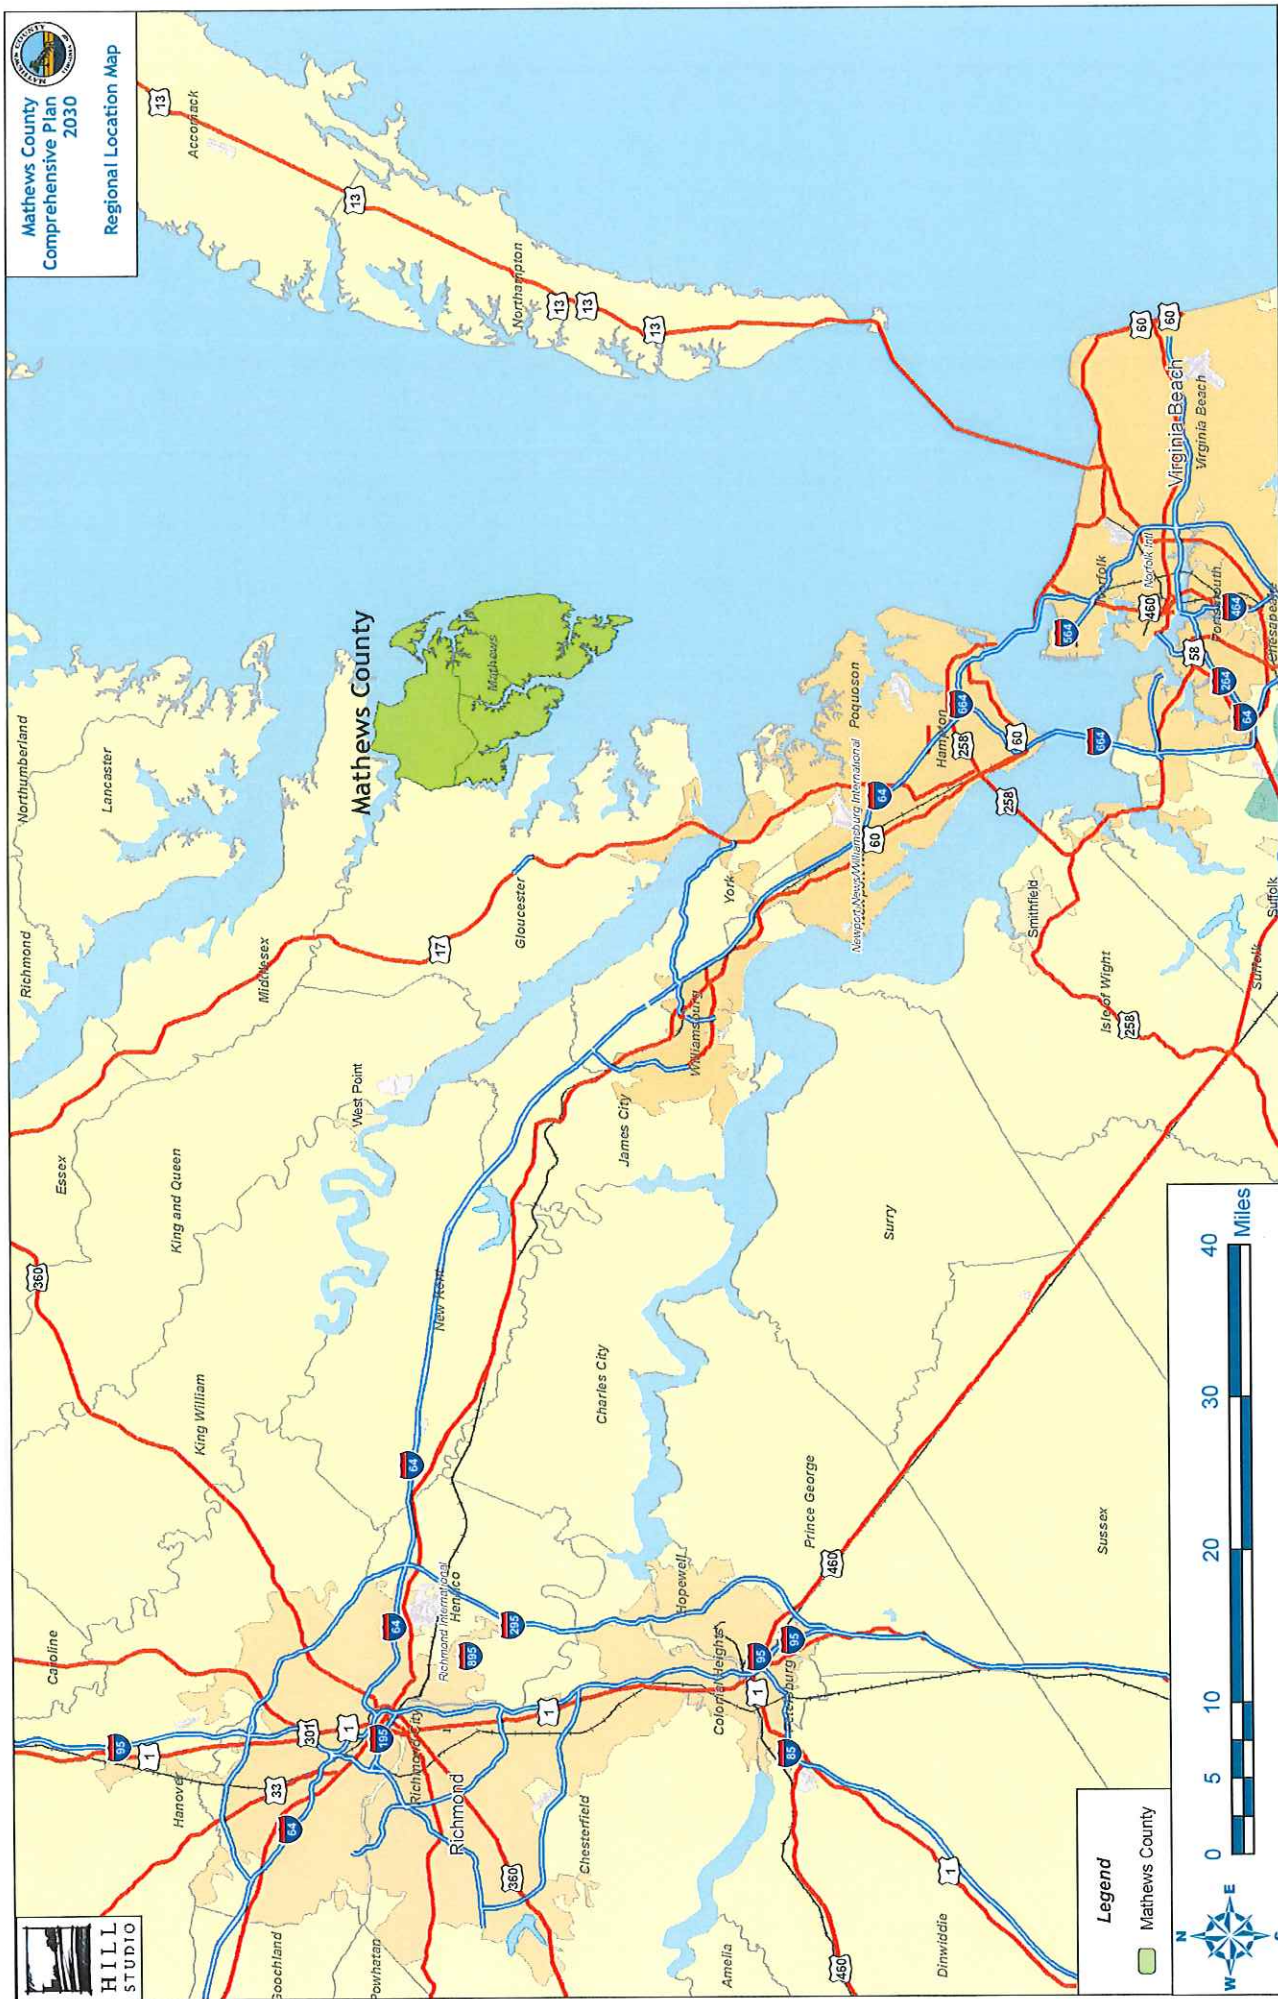 Mathews County
Comprehensive Plan
2030
Regional Location Map
MATHEWS COUNTY
HILL
STUDIO
13
Accomack
13
Northampton
13
13
13
Northumberland
Lancaster
Richmond
Mathews County
Mathews
Middlesex
17
Gloucester
Essex
King and Queen
West Point
360
King William
New Kent
64
York
Williamsburg
James City
Newport News/Williamsburg International
Poquoson
64
60
Hampton
664
258
60
664
258
Smithfield
Isle of Wight
258
Suffolk
Suffolk
60
60
Virginia Beach
Virginia Beach
Norfolk
Norfolk Intl
564
460
58
464
264
64
Chesapeake
Surry
Charles City
Prince George
460
Sussex
Caroline
95
1
Hanover
33
301
1
195
64
64
Richmond International
Henrico
895
295
Richmond City
Richmond
1
360
Chesterfield
Hopewell
Colonial Heights
95
95
1
Petersburg
85
Goochland
Powhatan
Amelia
460
Dinwiddie
1
Legend
Mathews County
N
W
E
S
0 5 10 20 30 40
Miles